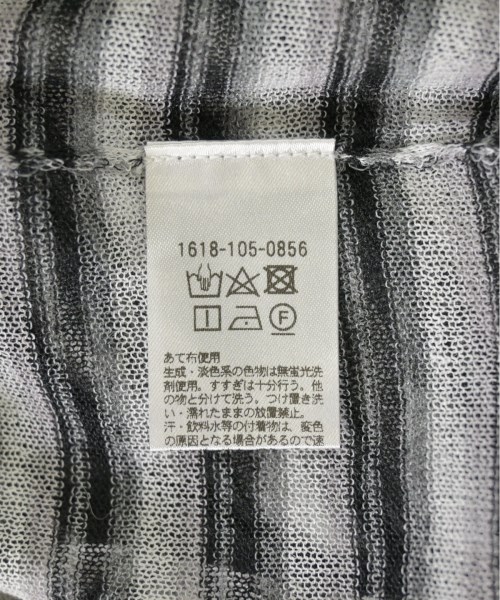 1618-105-0856
F
あて布使用
生成・淡色系の色物は無蛍光洗
剤使用。すすぎは十分行う。他
の物と分けて洗う。つけ置き洗
い・濡れたままの放置禁止。
汗・飲料水等の付着物は、変色
の原因となる場合があるので速